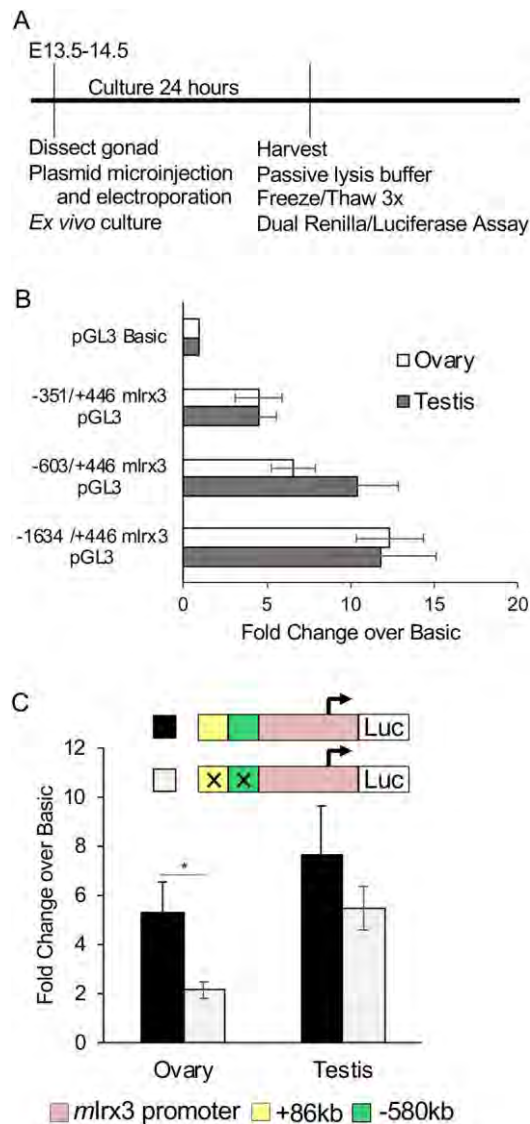 A
E13.5-14.5
Culture 24 hours
Dissect gonad
Plasmid microinjection
and electroporation
Ex vivo culture
Harvest
Passive lysis buffer
Freeze/Thaw 3x
Dual Renilla/Luciferase Assay
B
pGL3 Basic
-351/+446 mIrx3
pGL3
-603/+446 mIrx3
pGL3
-1634 /+446 mIrx3
pGL3
Ovary
Testis
0 5 10 15 20
Fold Change over Basic
C
Luc
Luc
12
10
8
6
4
2
0
Fold Change over Basic
*
Ovary Testis
mIrx3 promoter +86kb -580kb